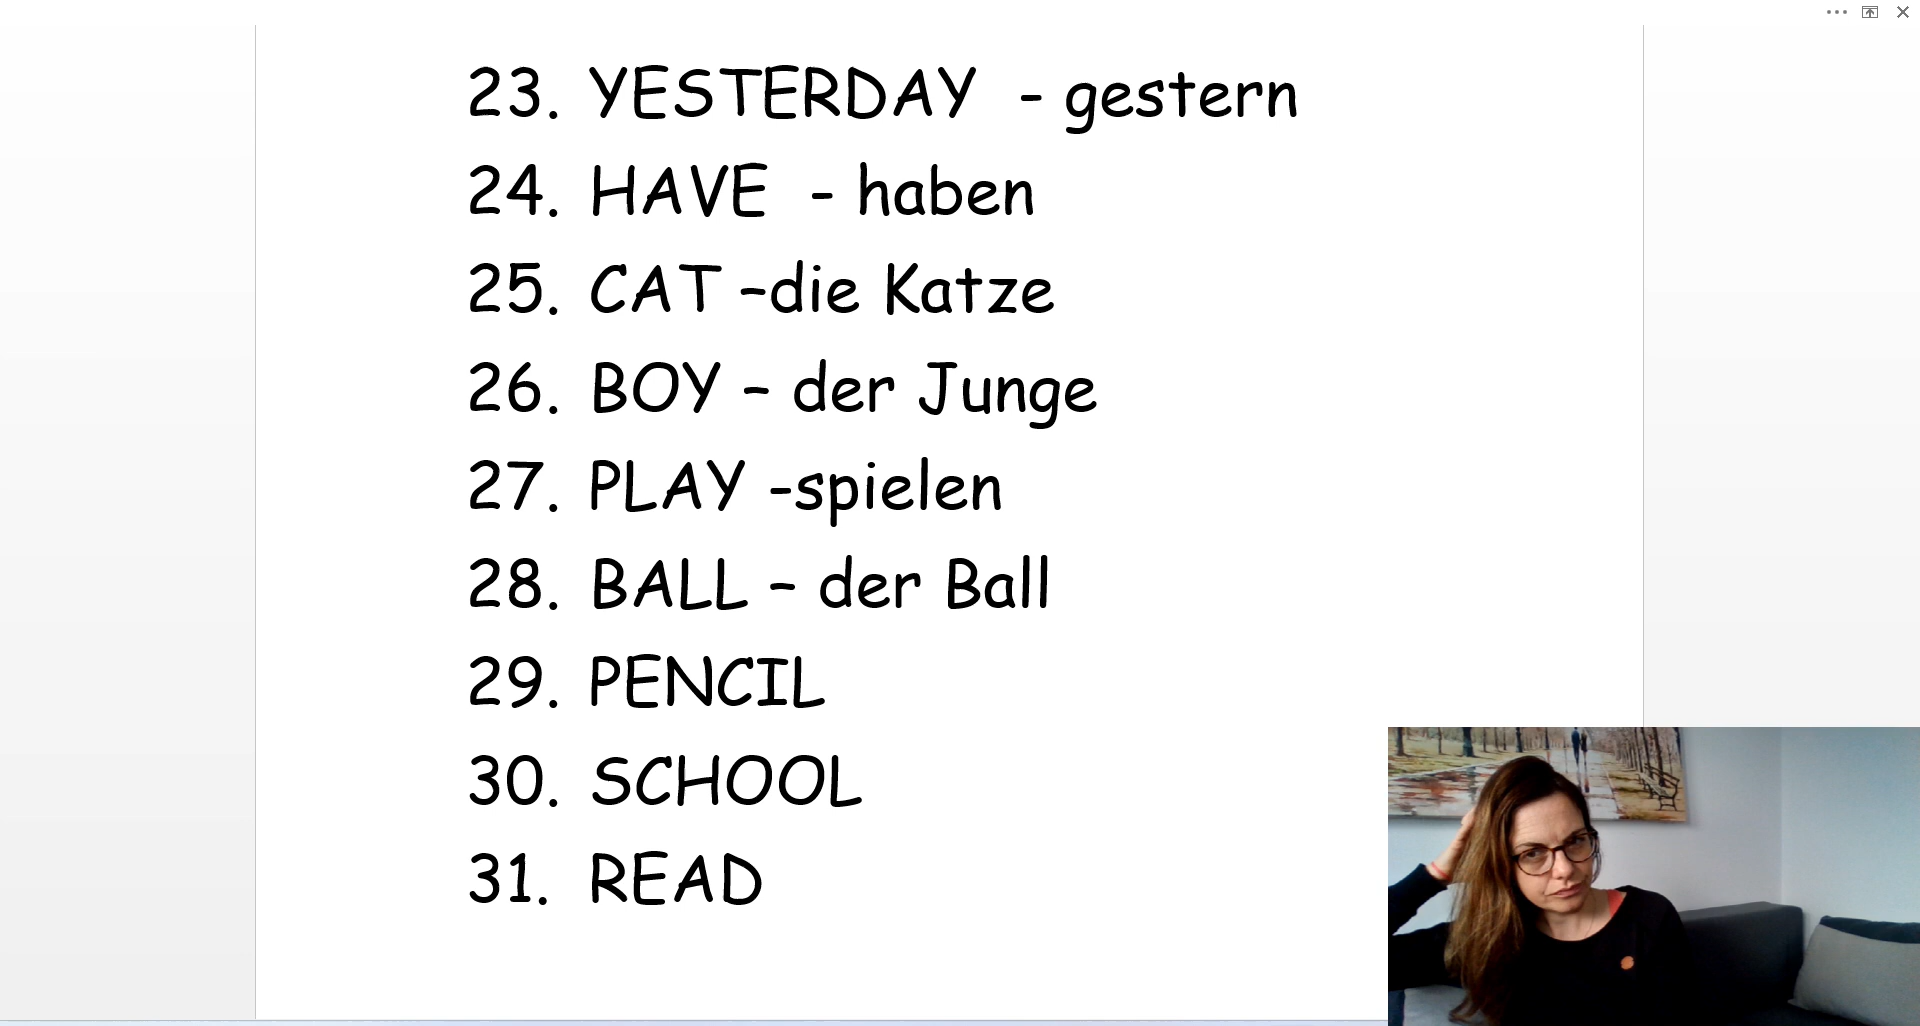 23. YESTERDAY - gestern
24. HAVE - haben
25. CAT –die Katze
26. BOY – der Junge
27. PLAY -spielen
28. BALL – der Ball
29. PENCIL
30. SCHOOL
31. READ